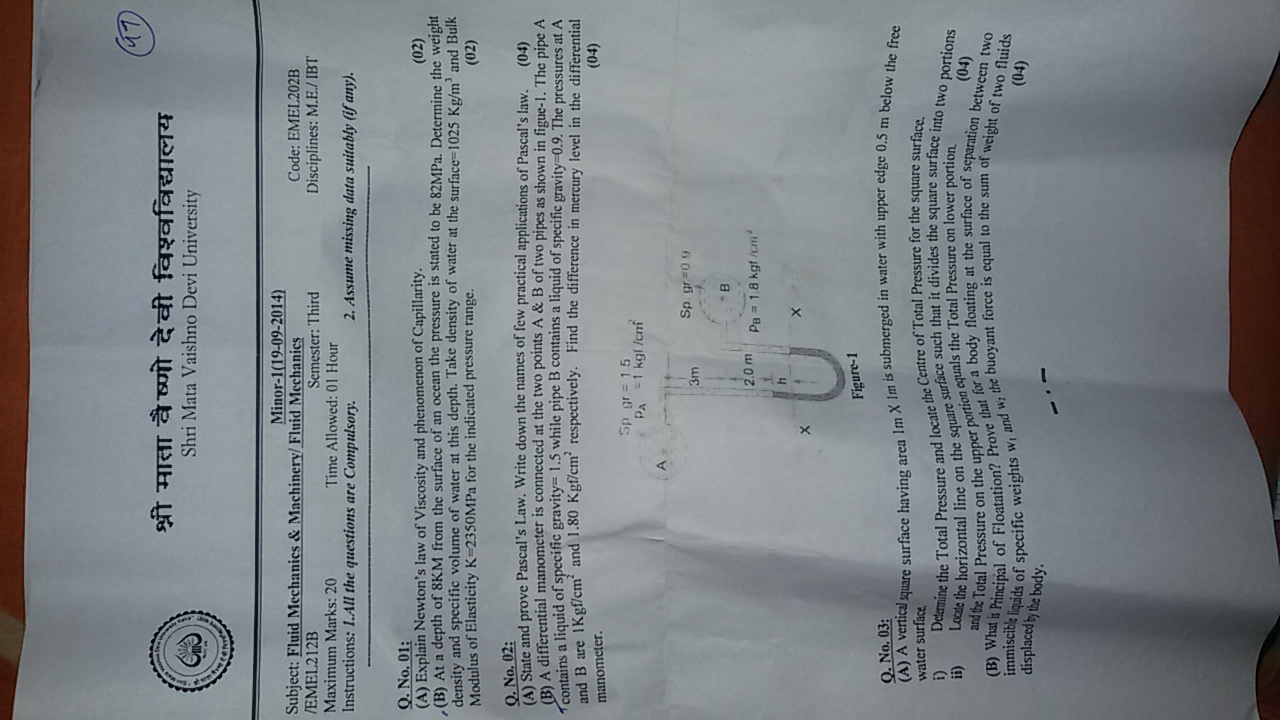 47
श्री माता वैष्णो देवी विश्वविद्यालय
Shri Mata Vaishno Devi University
Minor-1(19-09-2014)
Subject: Fluid Mechanics & Machinery/ Fluid Mechanics Code: EMEL202B
/EMEL212B Semester: Third Disciplines: M.E./ IBT
Maximum Marks: 20 Time Allowed: 01 Hour
Instructions: 1.All the questions are Compulsory. 2. Assume missing data suitably (if any).
Q. No. 01:
(A) Explain Newton's law of Viscosity and phenomenon of Capillarity. (02)
(B) At a depth of 8KM from the surface of an ocean the pressure is stated to be 82MPa. Determine the weight
density and specific volume of water at this depth. Take density of water at the surface=1025 Kg/m³ and Bulk
Modulus of Elasticity K=2350MPa for the indicated pressure range. (02)
Q. No. 02:
(A) State and prove Pascal's Law. Write down the names of few practical applications of Pascal's law. (04)
(B) A differential manometer is connected at the two points A & B of two pipes as shown in figue-1. The pipe A
contains a liquid of specific gravity= 1.5 while pipe B contains a liquid of specific gravity=0.9. The pressures at A
and B are 1Kgf/cm² and 1.80 Kgf/cm² respectively. Find the difference in mercury level in the differential
manometer. (04)
Sp. gr = 1.5
pA = 1 kgf /cm²
A
3m
Sp. gr.=0.9
B
2.0 m
pB = 1.8 kgf /cm²
h
X X
Figure-1
Q. No. 03:
(A) A vertical square surface having area 1m X 1m is submerged in water with upper edge 0.5 m below the free
water surface.
i) Determine the Total Pressure and locate the Centre of Total Pressure for the square surface.
ii) Locate the horizontal line on the square surface such that it divides the square surface into two portions
and the Total Pressure on the upper portion equals the Total Pressure on lower portion. (04)
(B) What is Principal of Floatation? Prove that for a body floating at the surface of separation between two
immiscible liquids of specific weights w₁ and w₂ the buoyant force is equal to the sum of weight of two fluids
displaced by the body. (04)